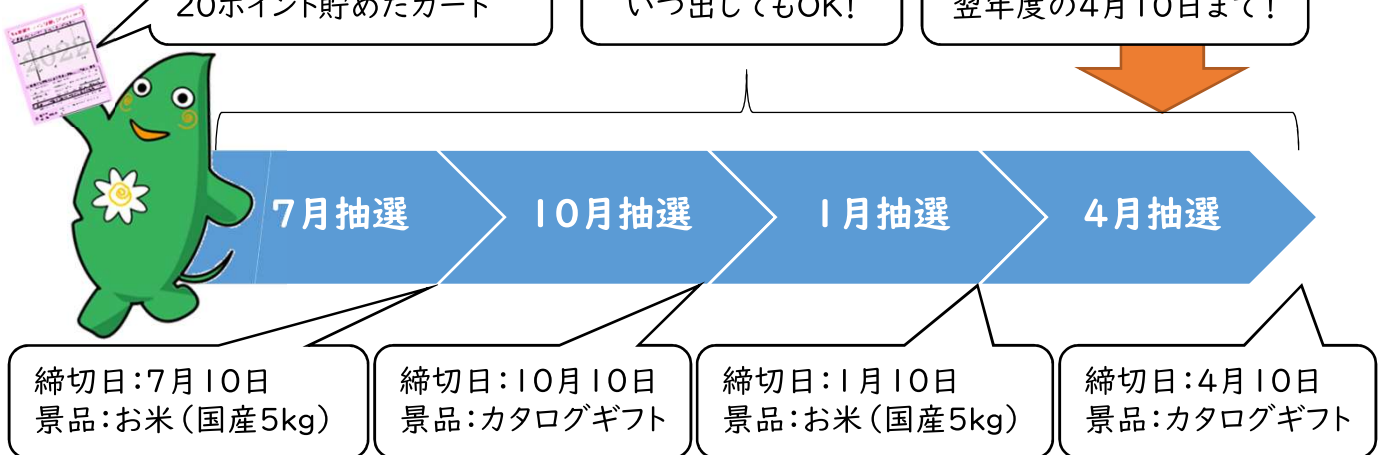 20ポイント貯めたカード
いつ出してもOK!
翌年度の4月10日まで!
2022
7月抽選
10月抽選
1月抽選
4月抽選
締切日:7月10日
景品:お米(国産5kg)
締切日:10月10日
景品:カタログギフト
締切日:1月10日
景品:お米(国産5kg)
締切日:4月10日
景品:カタログギフト